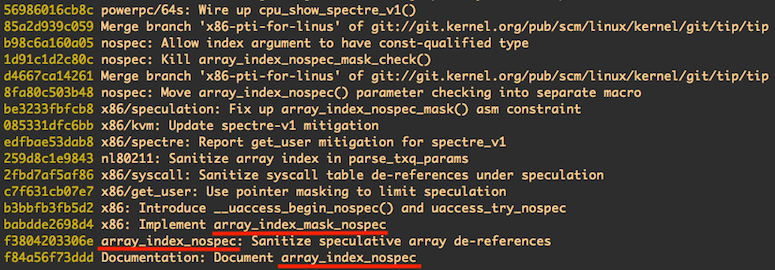 56986016cb8c powerpc/64s: Wire up cpu_show_spectre_v1()
85a2d939c059 Merge branch 'x86-pti-for-linus' of git://git.kernel.org/pub/scm/linux/kernel/git/tip/tip
b98c6a160a05 nospec: Allow index argument to have const-qualified type
1d91c1d2c80c nospec: Kill array_index_nospec_mask_check()
d4667ca14261 Merge branch 'x86-pti-for-linus' of git://git.kernel.org/pub/scm/linux/kernel/git/tip/tip
8fa80c503b48 nospec: Move array_index_nospec() parameter checking into separate macro
be3233fbfcb8 x86/speculation: Fix up array_index_nospec_mask() asm constraint
085331dfc6bb x86/kvm: Update spectre-v1 mitigation
edfbae53dab8 x86/spectre: Report get_user mitigation for spectre_v1
259d8c1e9843 nl80211: Sanitize array index in parse_txq_params
2fbd7af5af86 x86/syscall: Sanitize syscall table de-references under speculation
c7f631cb07e7 x86/get_user: Use pointer masking to limit speculation
b3bbfb3fb5d2 x86: Introduce __uaccess_begin_nospec() and uaccess_try_nospec
babdde2698d4 x86: Implement array_index_mask_nospec
f3804203306e array_index_nospec: Sanitize speculative array de-references
f84a56f73ddd Documentation: Document array_index_nospec